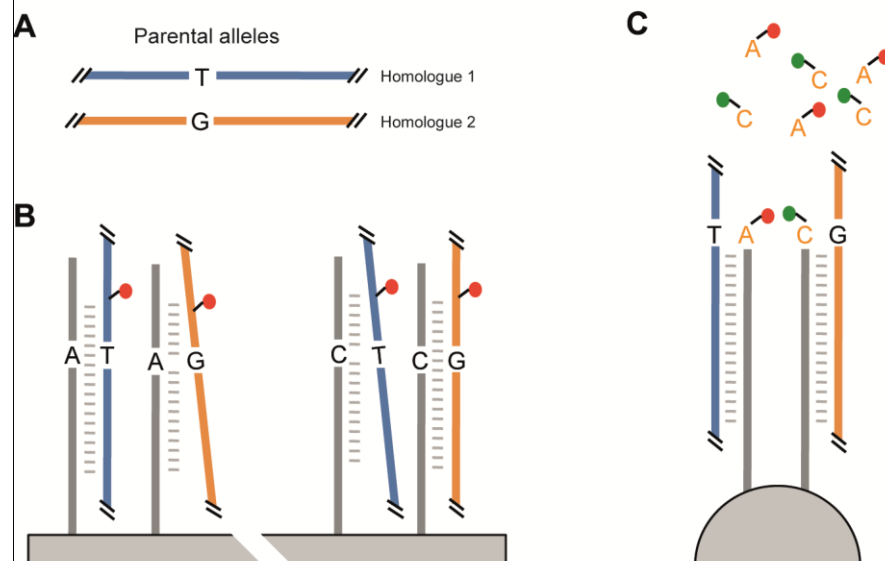 A
Parental alleles
T
Homologue 1
G
Homologue 2
B
A T A G C T C G
C
A
C
A
C
A
C
T A C G